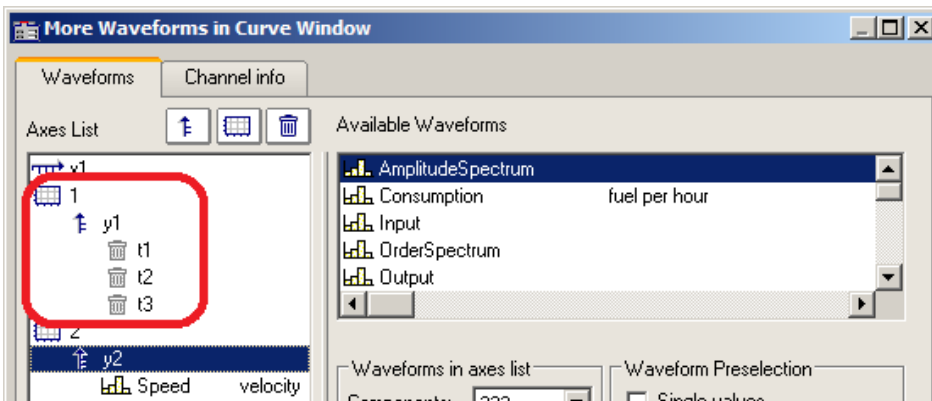 More Waveforms in Curve Window
Waveforms Channel info
Axes List
Available Waveforms
x1
1
y1
t1
t2
t3
2
y2
Speed velocity
AmplitudeSpectrum
Consumption fuel per hour
Input
OrderSpectrum
Output
Waveforms in axes list
Components: ???
Waveform Preselection
Single values